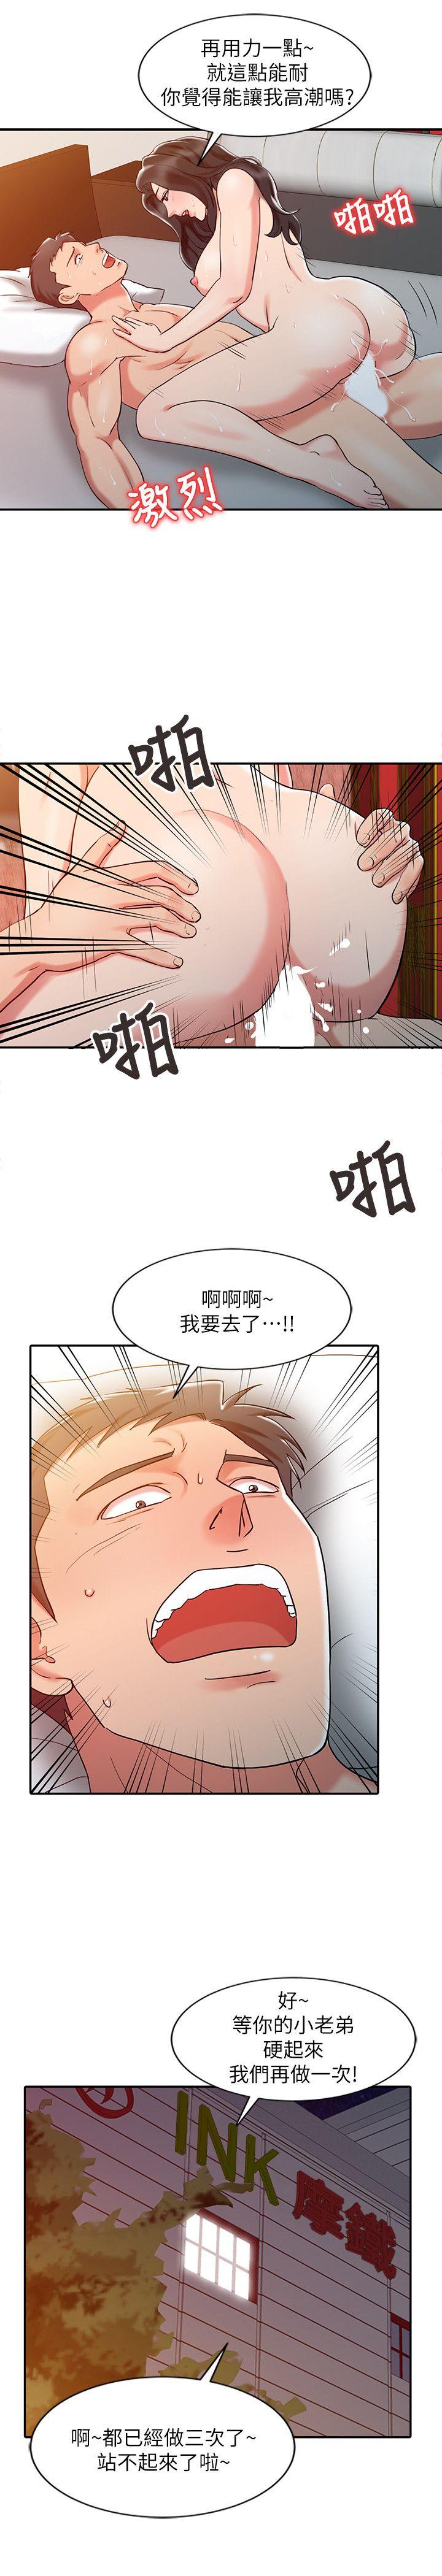 再用力一點~
就這點能耐
你覺得能讓我高潮嗎?
啪啪
激烈
啪
啪
啪
啊啊啊~
我要去了…!!
好~
等你的小老弟
硬起來
我們再做一次!
INK
摩鐵
啊~都已經做三次了~
站不起來了啦~